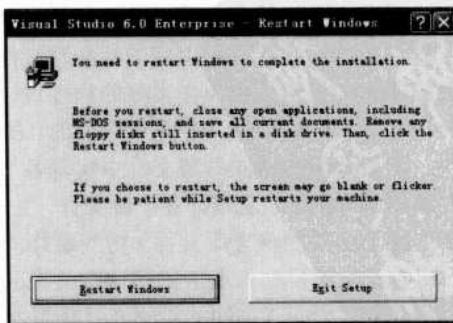 Visual Studio 6.0 Enterprise - Restart Windows
You need to restart Windows to complete the installation.
Before you restart, close any open applications, including
MS-DOS sessions, and save all current documents. Remove any
floppy disks still inserted in a disk drive. Then, click the
Restart Windows button.
If you choose to restart, the screen may go blank or flicker.
Please be patient while Setup restarts your machine.
Restart Windows
Exit Setup